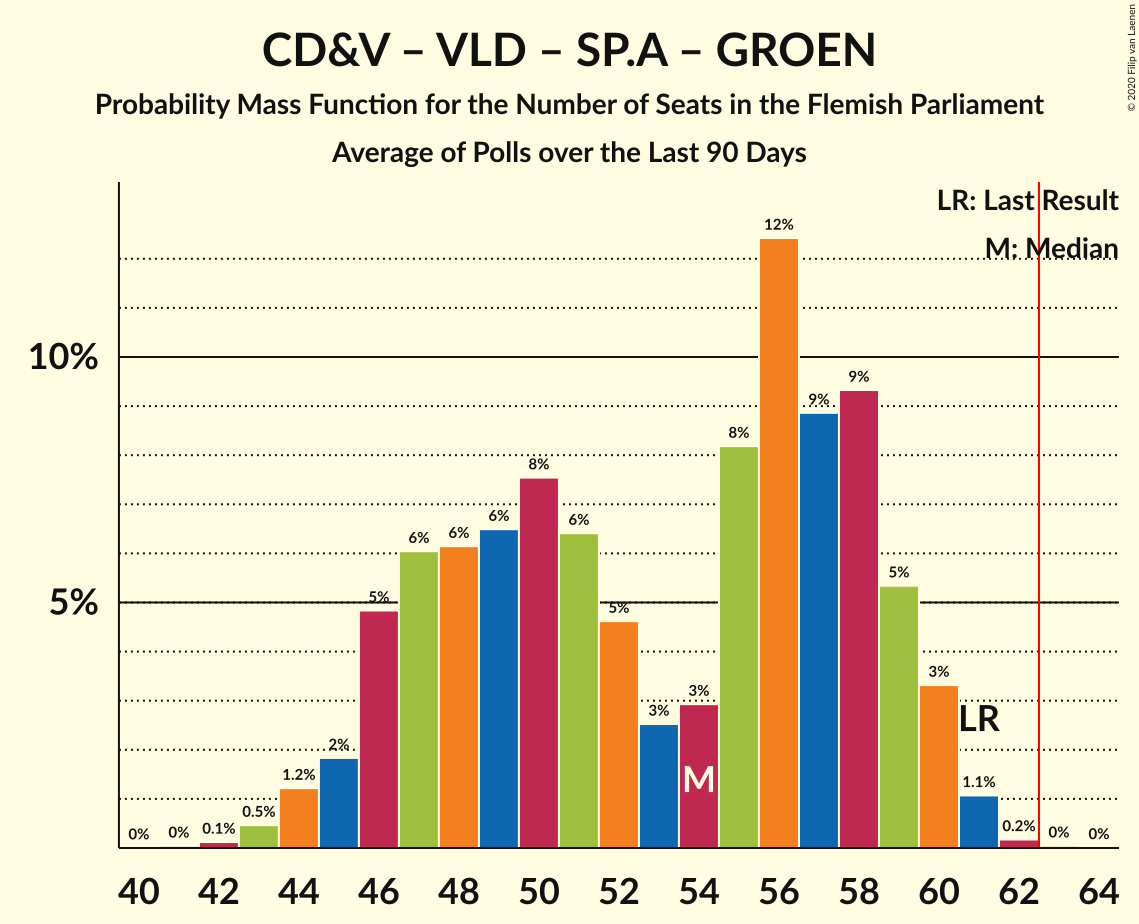 CD&V – VLD – SP.A – GROEN
Probability Mass Function for the Number of Seats in the Flemish Parliament
Average of Polls over the Last 90 Days
© 2020 Filip van Laenen
LR: Last Result
M: Median
10%
5%
0% 0% 0.1% 0.5% 1.2% 2% 5% 6% 6% 6% 8% 6% 5% 3% 3% 8% 12% 9% 9% 5% 3% 1.1% 0.2% 0% 0%
LR
M
40 42 44 46 48 50 52 54 56 58 60 62 64